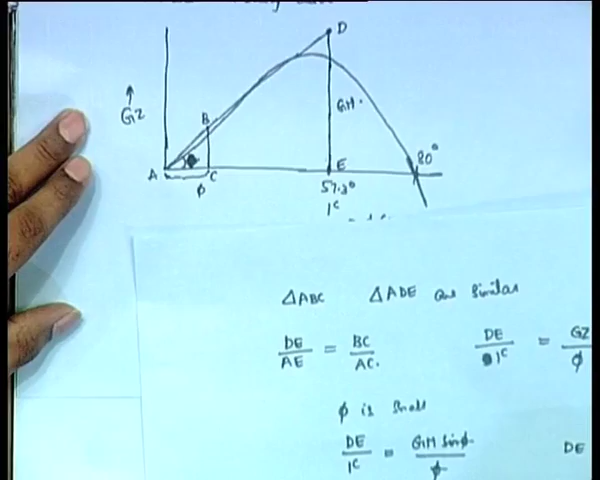 D
↑
GZ
B
GM.
80°
A
C
E
φ
57.3°
1ᶜ
ΔABC ΔADE are similar
DE/AE = BC/AC.
DE/1ᶜ = GZ/φ
φ is small
DE/1ᶜ = GM sinφ/φ
DE